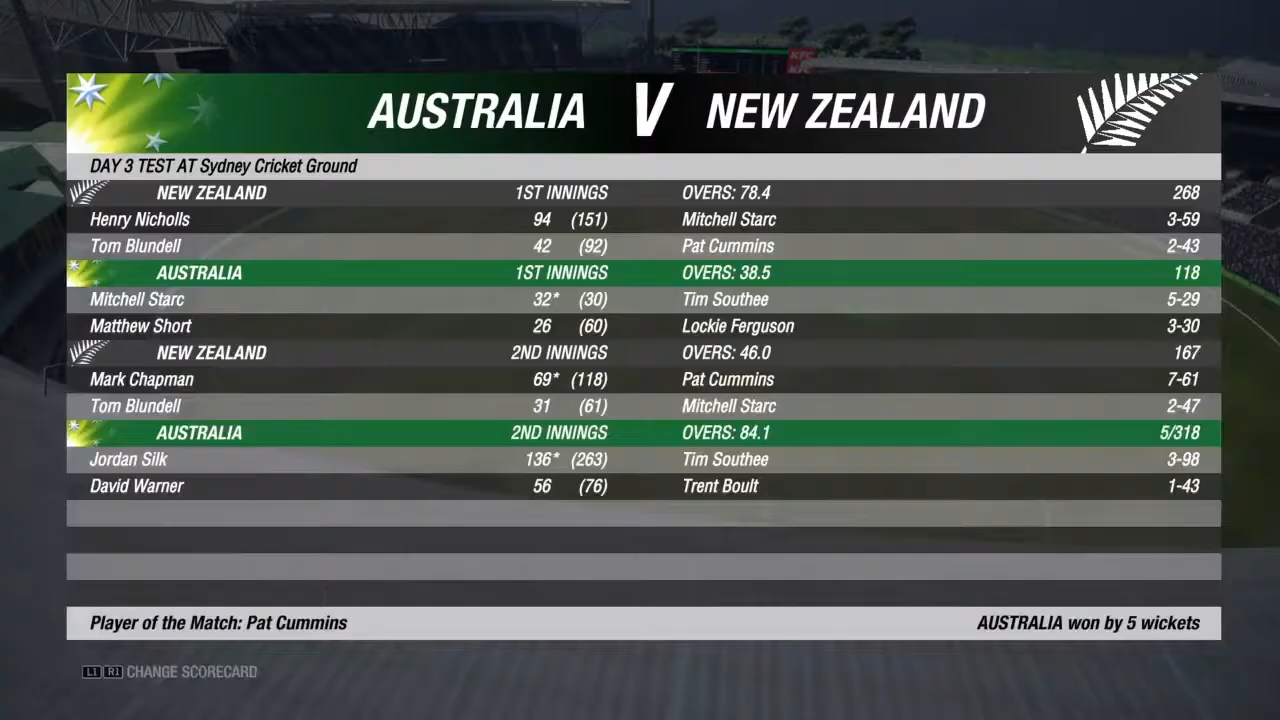 AUSTRALIA V NEW ZEALAND
DAY 3 TEST AT Sydney Cricket Ground
NEW ZEALAND 1ST INNINGS OVERS: 78.4 268
Henry Nicholls 94 (151) Mitchell Starc 3-59
Tom Blundell 42 (92) Pat Cummins 2-43
AUSTRALIA 1ST INNINGS OVERS: 38.5 118
Mitchell Starc 32* (30) Tim Southee 5-29
Matthew Short 26 (60) Lockie Ferguson 3-30
NEW ZEALAND 2ND INNINGS OVERS: 46.0 167
Mark Chapman 69* (118) Pat Cummins 7-61
Tom Blundell 31 (61) Mitchell Starc 2-47
AUSTRALIA 2ND INNINGS OVERS: 84.1 5/318
Jordan Silk 136* (263) Tim Southee 3-98
David Warner 56 (76) Trent Boult 1-43
Player of the Match: Pat Cummins AUSTRALIA won by 5 wickets
L1 R1 CHANGE SCORECARD